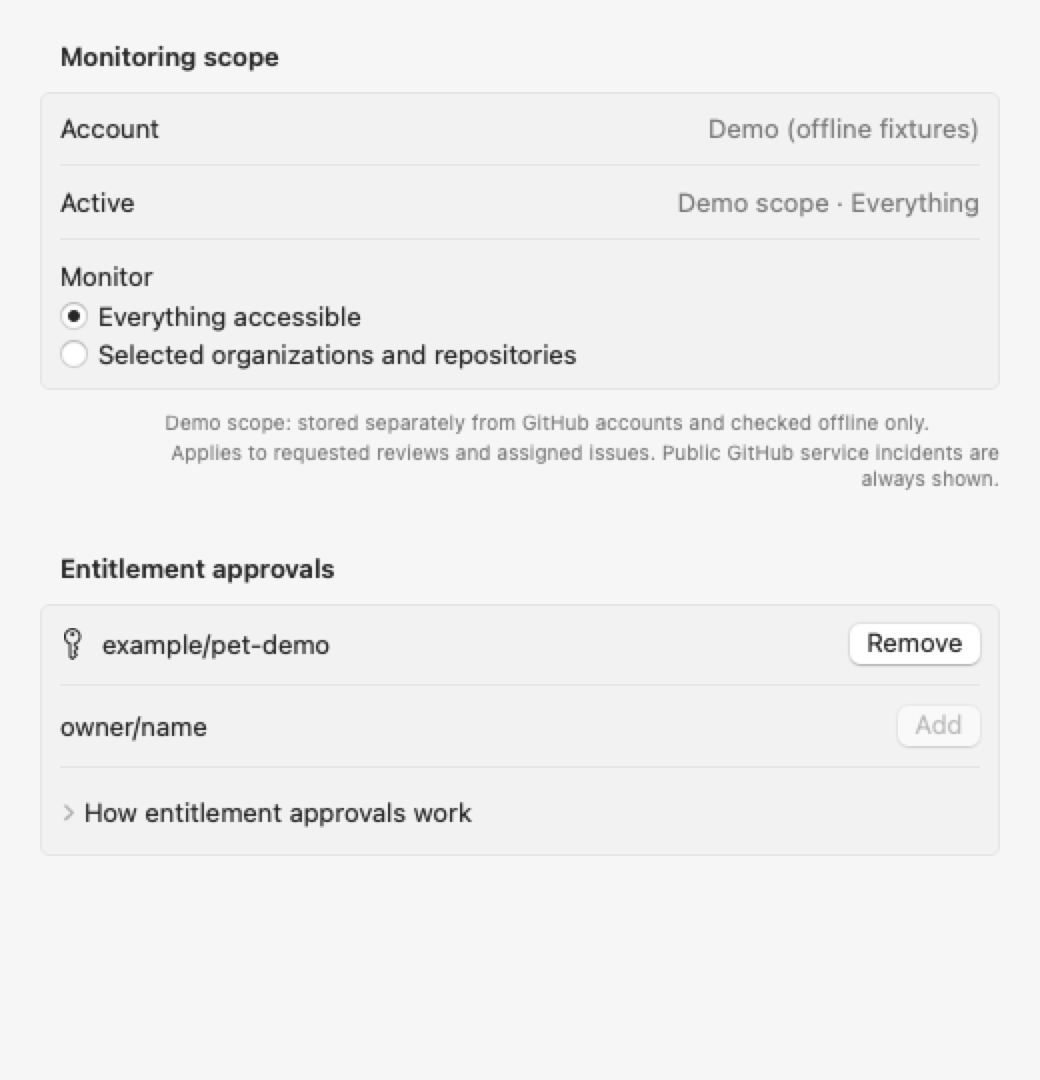 Monitoring scope
Account
Demo (offline fixtures)
Active
Demo scope · Everything
Monitor
Everything accessible
Selected organizations and repositories
Demo scope: stored separately from GitHub accounts and checked offline only.
Applies to requested reviews and assigned issues. Public GitHub service incidents are
always shown.
Entitlement approvals
example/pet-demo
Remove
owner/name
Add
How entitlement approvals work